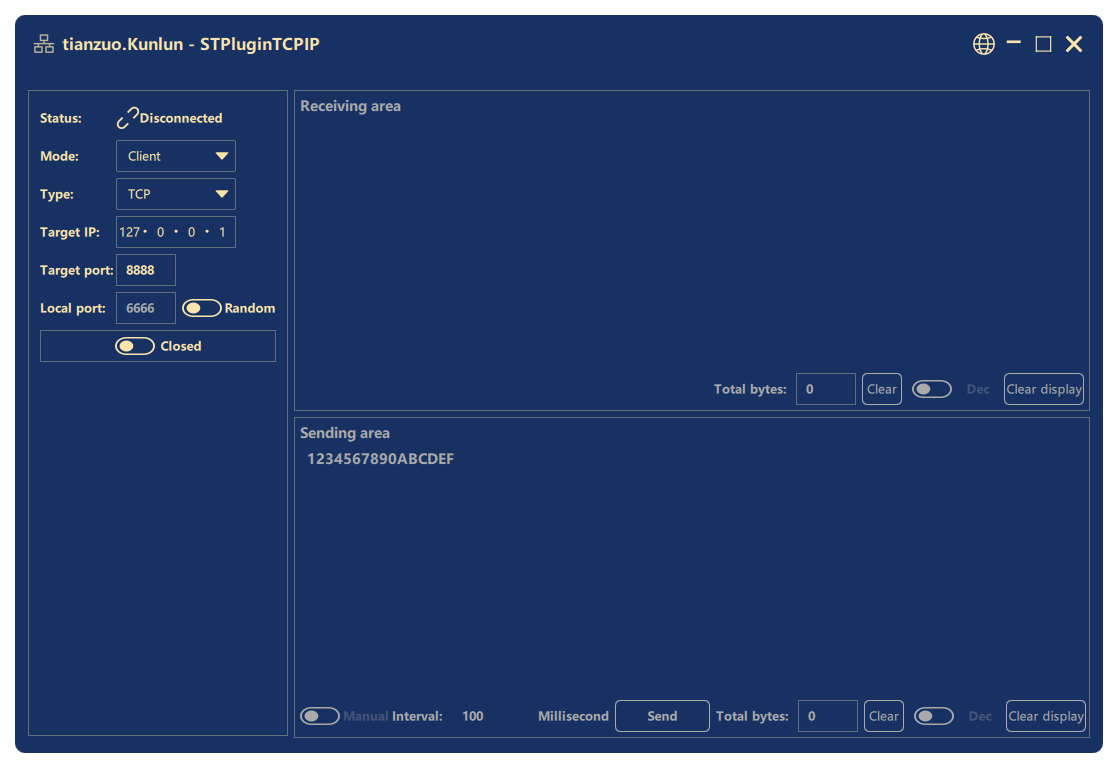 tianzuo.Kunlun - STPluginTCPIP
Status: Disconnected
Mode: Client
Type: TCP
Target IP: 127 · 0 · 0 · 1
Target port: 8888
Local port: 6666 Random
Closed
Receiving area
Total bytes: 0 Clear Dec Clear display
Sending area
1234567890ABCDEF
Manual Interval: 100 Millisecond Send Total bytes: 0 Clear Dec Clear display